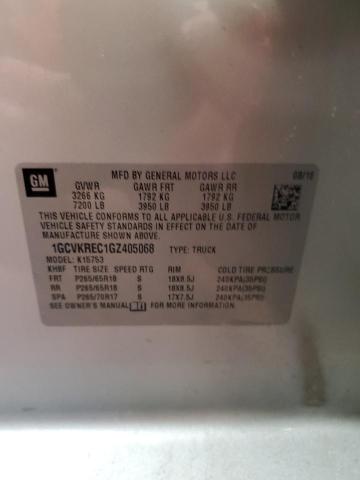 GM
MFD BY GENERAL MOTORS LLC 08/16
GVWR GAWR FRT GAWR RR
3266 KG 1792 KG 1792 KG
7200 LB 3950 LB 3950 LB
THIS VEHICLE CONFORMS TO ALL APPLICABLE U.S. FEDERAL MOTOR
VEHICLE SAFETY AND THEFT PREVENTION STANDARDS IN
EFFECT ON THE DATE OF MANUFACTURE SHOWN ABOVE.
1GCVKREC1GZ405068 TYPE: TRUCK
MODEL: K15753
KHBF TIRE SIZE SPEED RTG RIM COLD TIRE PRESSURE
FRT P265/65R18 S 18X8.5J 240KPA(35PSI)
RR P265/65R18 S 18X8.5J 240KPA(35PSI)
SPA P265/70R17 S 17X7.5J 240KPA(35PSI)
SEE OWNER'S MANUAL FOR MORE INFORMATION.